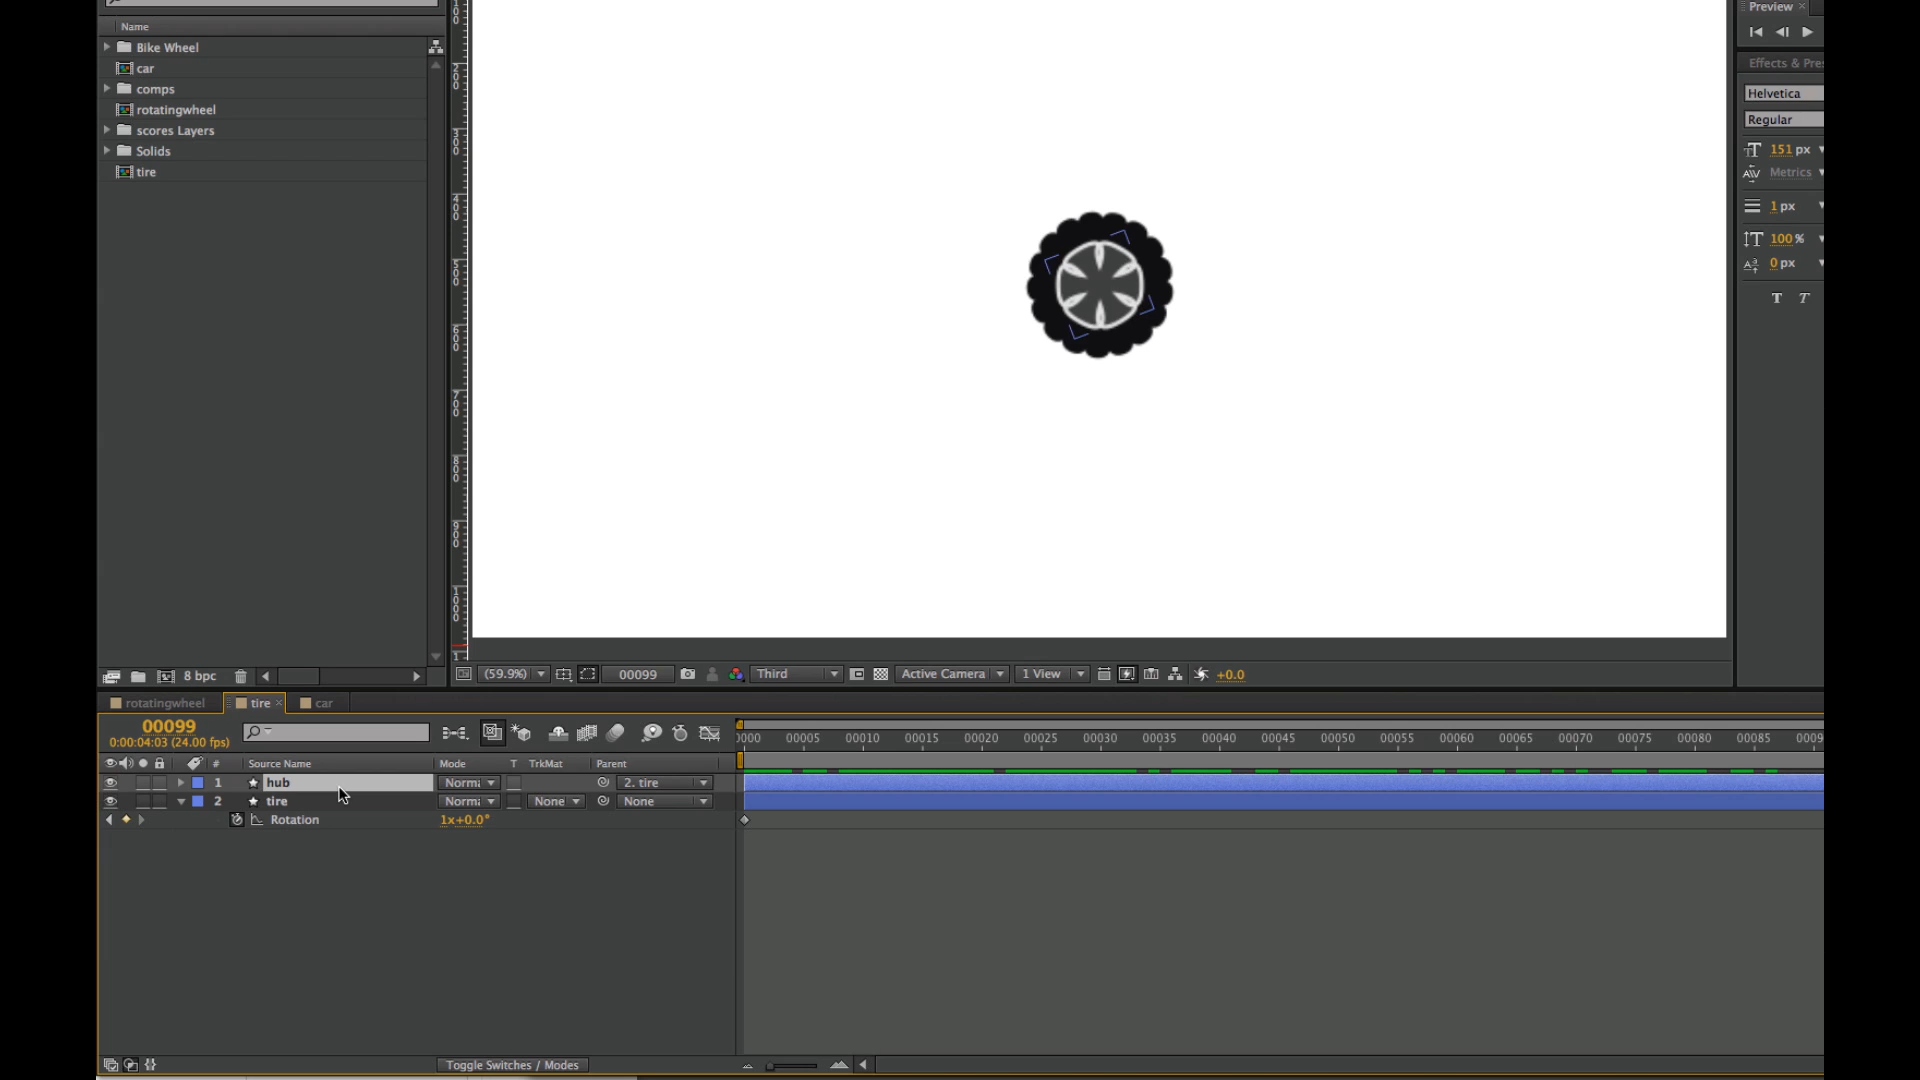 Preview ×
Name
Bike Wheel
car
comps
rotatingwheel
scores Layers
Solids
tire
Effects & Pre
Helvetica
Regular
151 px
Metrics
1 px
100 %
0 px
T T
8 bpc
(59.9%) 00099 Third Active Camera 1 View +0.0
rotatingwheel tire × car
00099
0:00:04:03 (24.00 fps)
0000 00005 00010 00015 00020 00025 00030 00035 00040 00045 00050 00055 00060 00065 00070 00075 00080 00085 0009
# Source Name Mode T TrkMat Parent
1 hub Norma 2. tire
2 tire Norma None None
Rotation 1x+0.0°
Toggle Switches / Modes